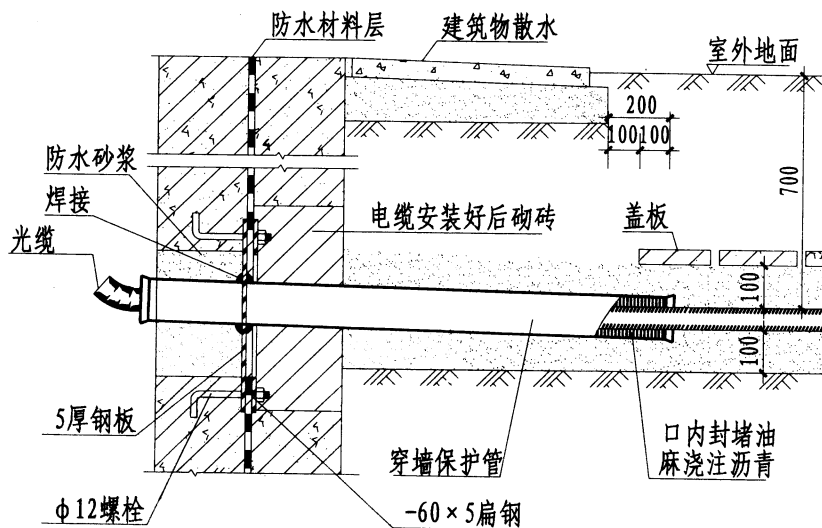 防水材料层
建筑物散水
室外地面
200
100
100
700
防水砂浆
焊接
光缆
电缆安装好后砌砖
盖板
100
100
5厚钢板
穿墙保护管
口内封堵油
麻浇注沥青
ϕ12螺栓
-60×5扁钢